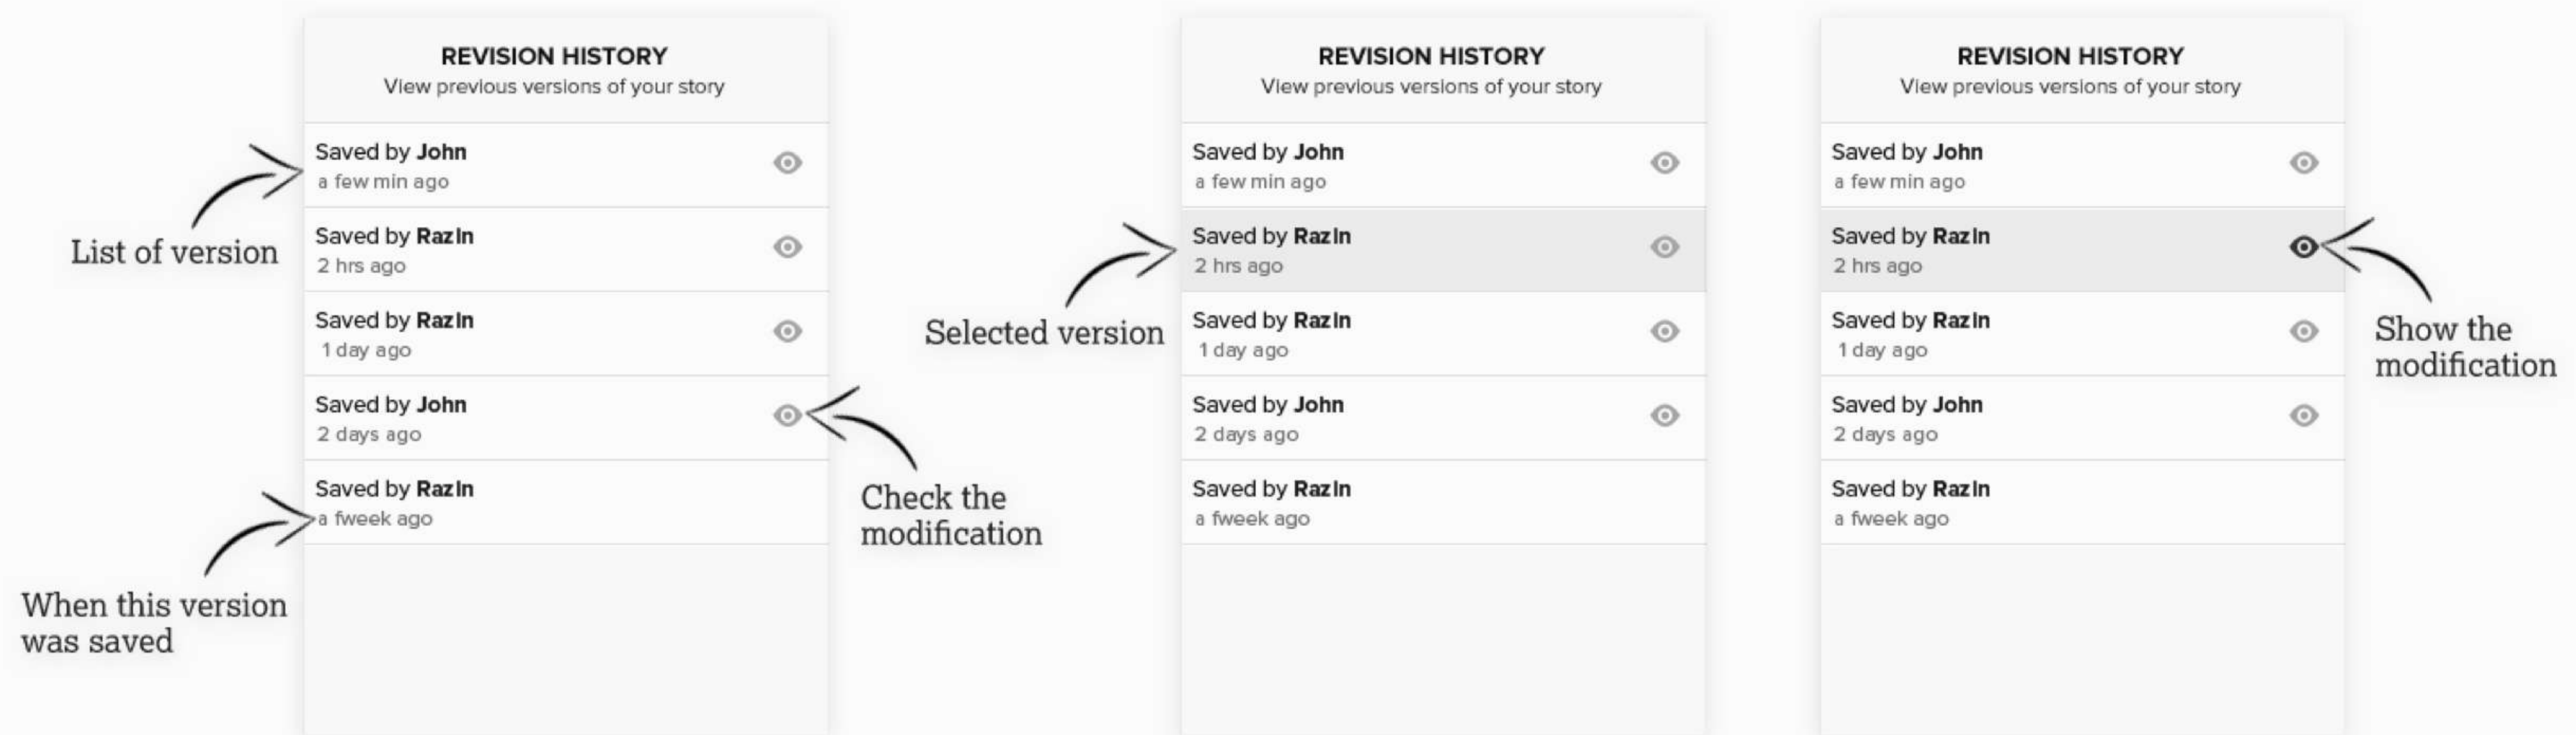 REVISION HISTORY
View previous versions of your story
Saved by John
a few min ago
Saved by Razin
2 hrs ago
Saved by Razin
1 day ago
Saved by John
2 days ago
Saved by Razin
a fweek ago
List of version
When this version
was saved
Check the
modification
REVISION HISTORY
View previous versions of your story
Saved by John
a few min ago
Saved by Razin
2 hrs ago
Saved by Razin
1 day ago
Saved by John
2 days ago
Saved by Razin
a fweek ago
Selected version
REVISION HISTORY
View previous versions of your story
Saved by John
a few min ago
Saved by Razin
2 hrs ago
Saved by Razin
1 day ago
Saved by John
2 days ago
Saved by Razin
a fweek ago
Show the
modification